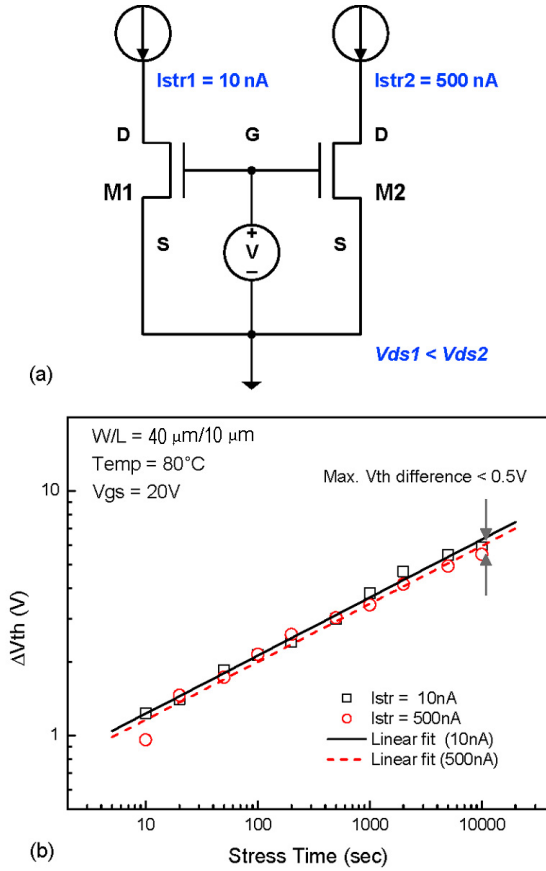 Istr1 = 10 nA
Istr2 = 500 nA
D
G
D
M1
M2
S
S
+
V
−
Vds1 < Vds2
(a)
W/L = 40 μm/10 μm
Temp = 80°C
Vgs = 20V
Max. Vth difference < 0.5V
10
1
ΔVth (V)
Istr = 10nA
Istr = 500nA
Linear fit (10nA)
Linear fit (500nA)
10
100
1000
10000
Stress Time (sec)
(b)